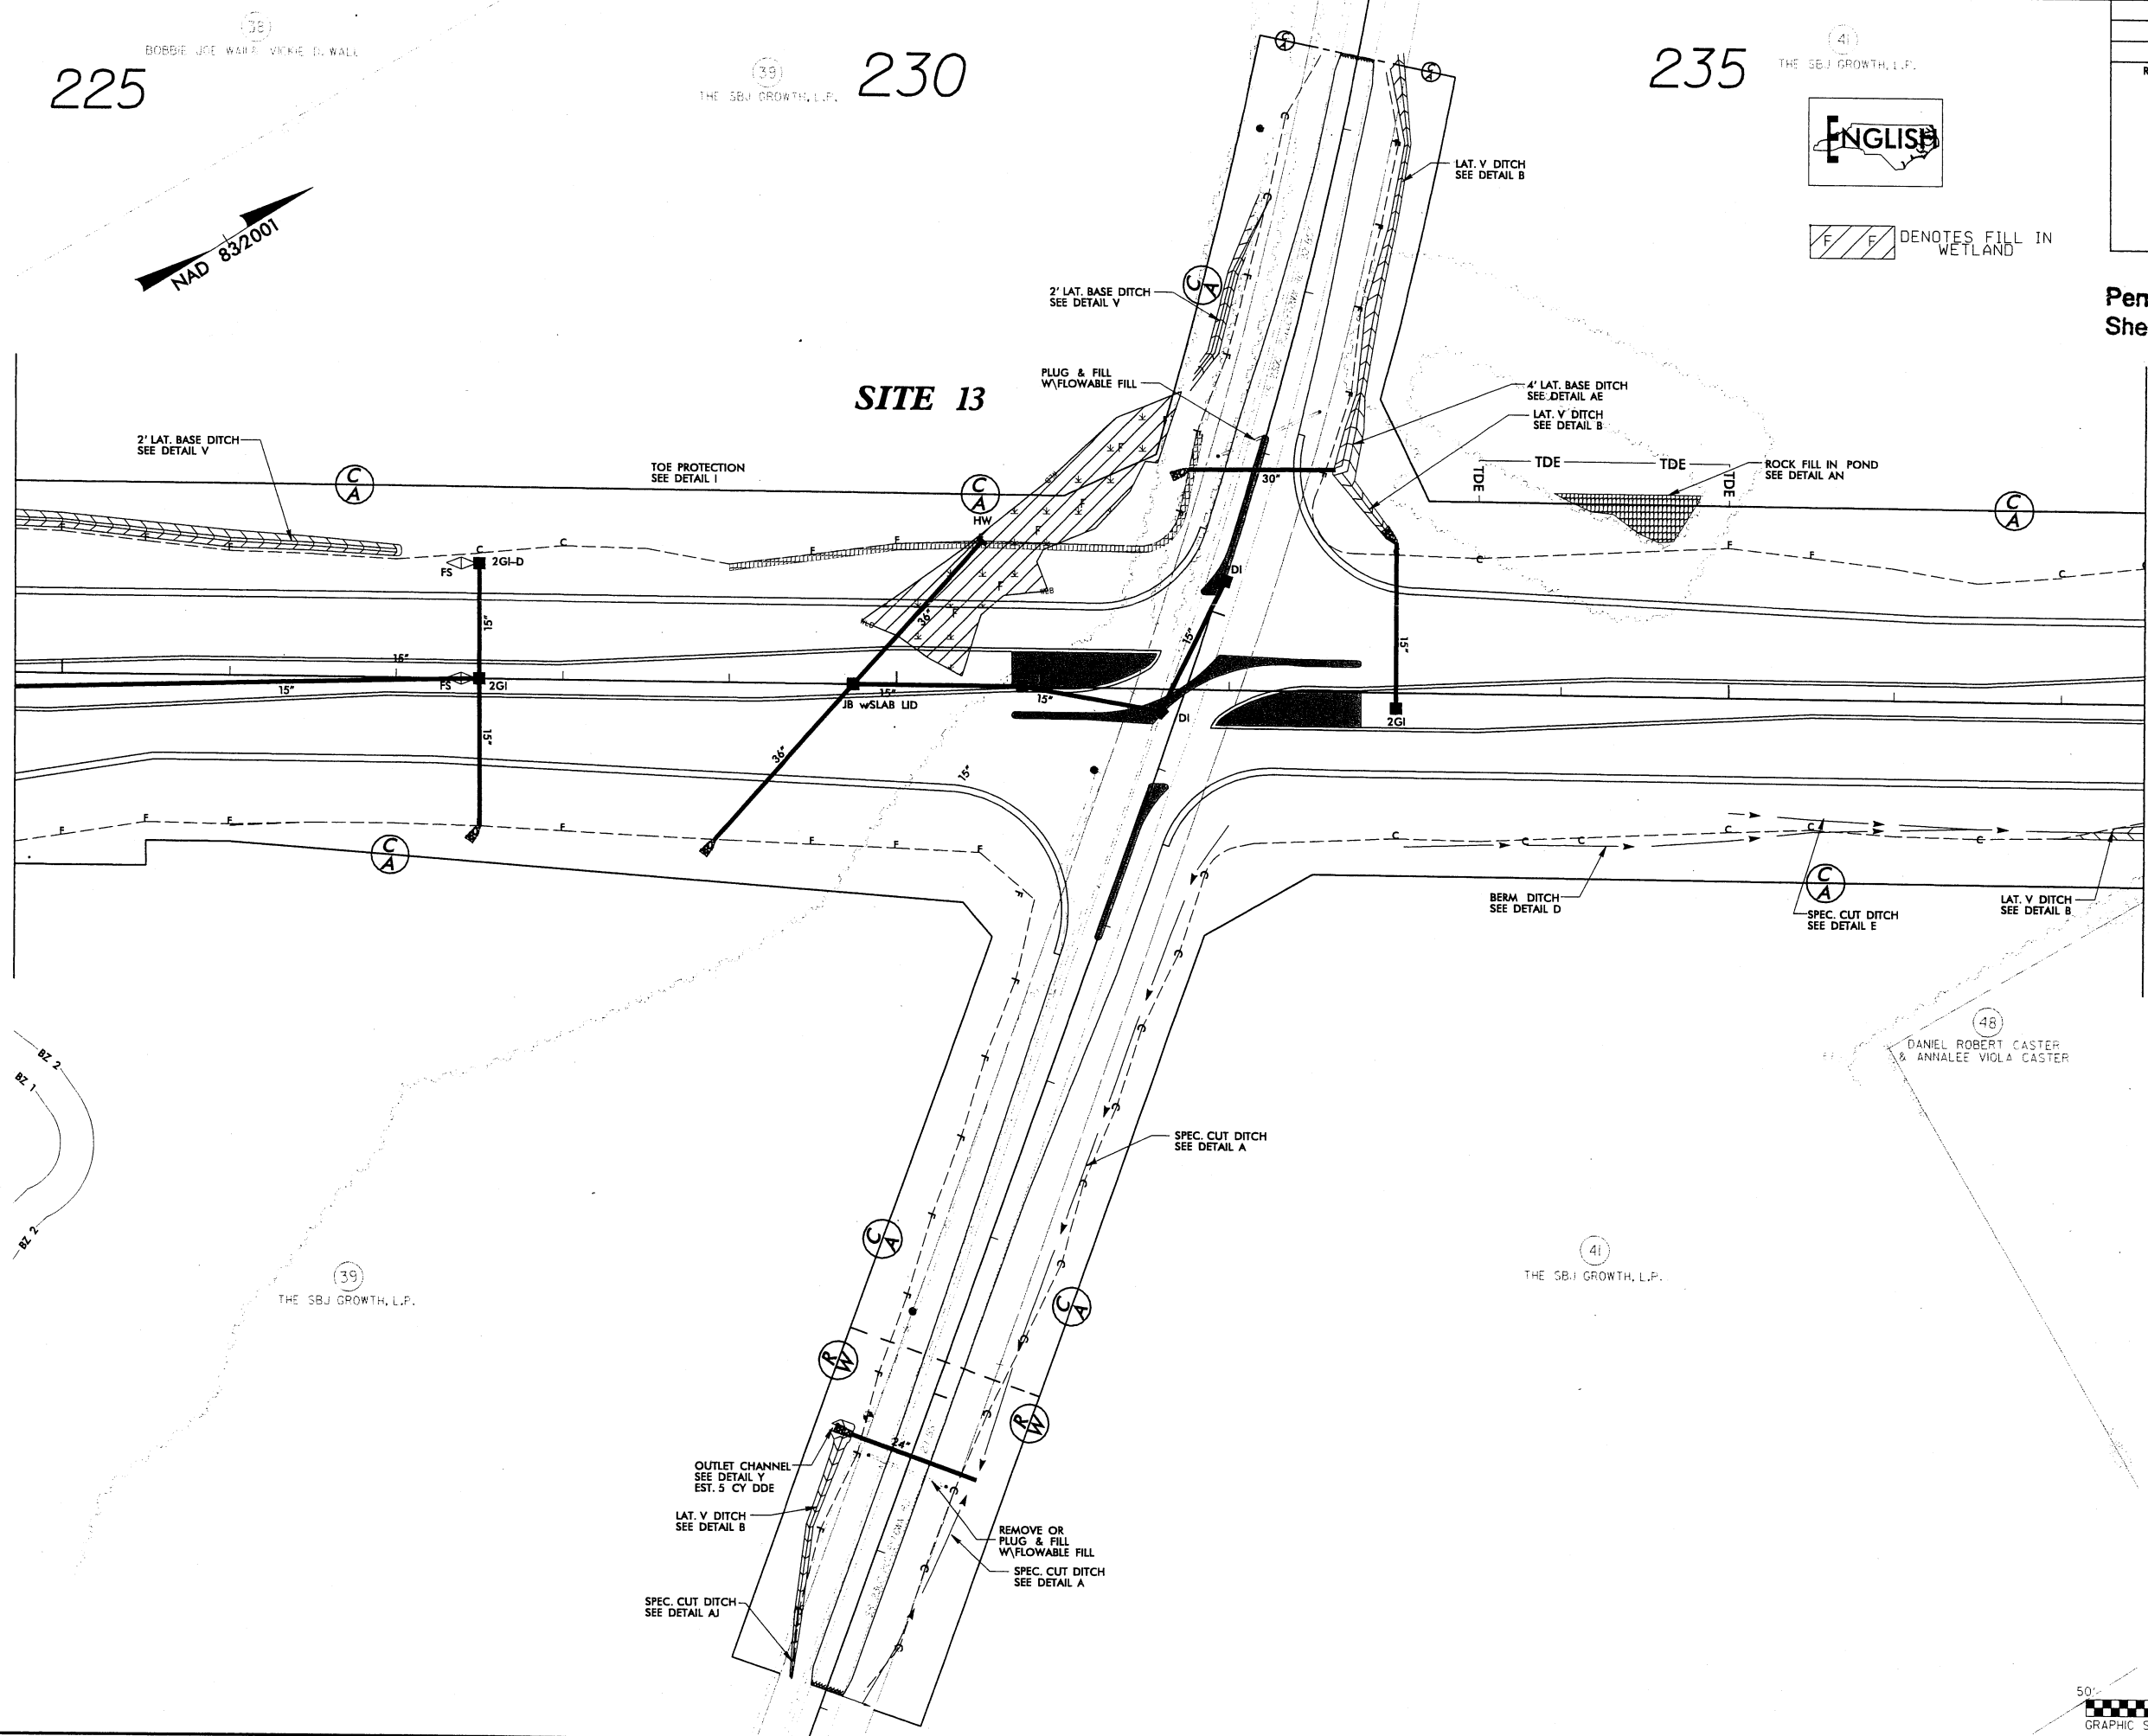 38
BOBBIE JOE WALL VICKIE D. WALL
225
39
THE SBJ GROWTH, L.P.
230
235
41
THE SBJ GROWTH, L.P.
ENGLISH
F F DENOTES FILL IN
WETLAND
NAD 83/2001
Pen
She
LAT. V DITCH
SEE DETAIL B
2' LAT. BASE DITCH
SEE DETAIL V
PLUG & FILL
W\FLOWABLE FILL
SITE 13
4' LAT. BASE DITCH
SEE DETAIL AE
LAT. V DITCH
SEE DETAIL B
2' LAT. BASE DITCH
SEE DETAIL V
TOE PROTECTION
SEE DETAIL I
TDE
TDE
TDE
TDE
ROCK FILL IN POND
SEE DETAIL AN
C
A
C
A
C
A
C
A
HW
30"
2GI-D
FS
15"
36"
DI
15"
15"
15"
15"
FS
2GI
15"
15"
JB w SLAB LID
15"
DI
2GI
15"
36"
15"
C
A
C
A
BERM DITCH
SEE DETAIL D
SPEC. CUT DITCH
SEE DETAIL E
LAT. V DITCH
SEE DETAIL B
48
DANIEL ROBERT CASTER
& ANNALEE VIOLA CASTER
BZ 2
BZ 1
BZ 2
SPEC. CUT DITCH
SEE DETAIL A
C
A
C
A
39
THE SBJ GROWTH, L.P.
41
THE SBJ GROWTH, L.P.
R
W
R
W
24"
OUTLET CHANNEL
SEE DETAIL Y
EST. 5 CY DDE
LAT. V DITCH
SEE DETAIL B
REMOVE OR
PLUG & FILL
W\FLOWABLE FILL
SPEC. CUT DITCH
SEE DETAIL A
SPEC. CUT DITCH
SEE DETAIL AJ
50'
GRAPHIC S